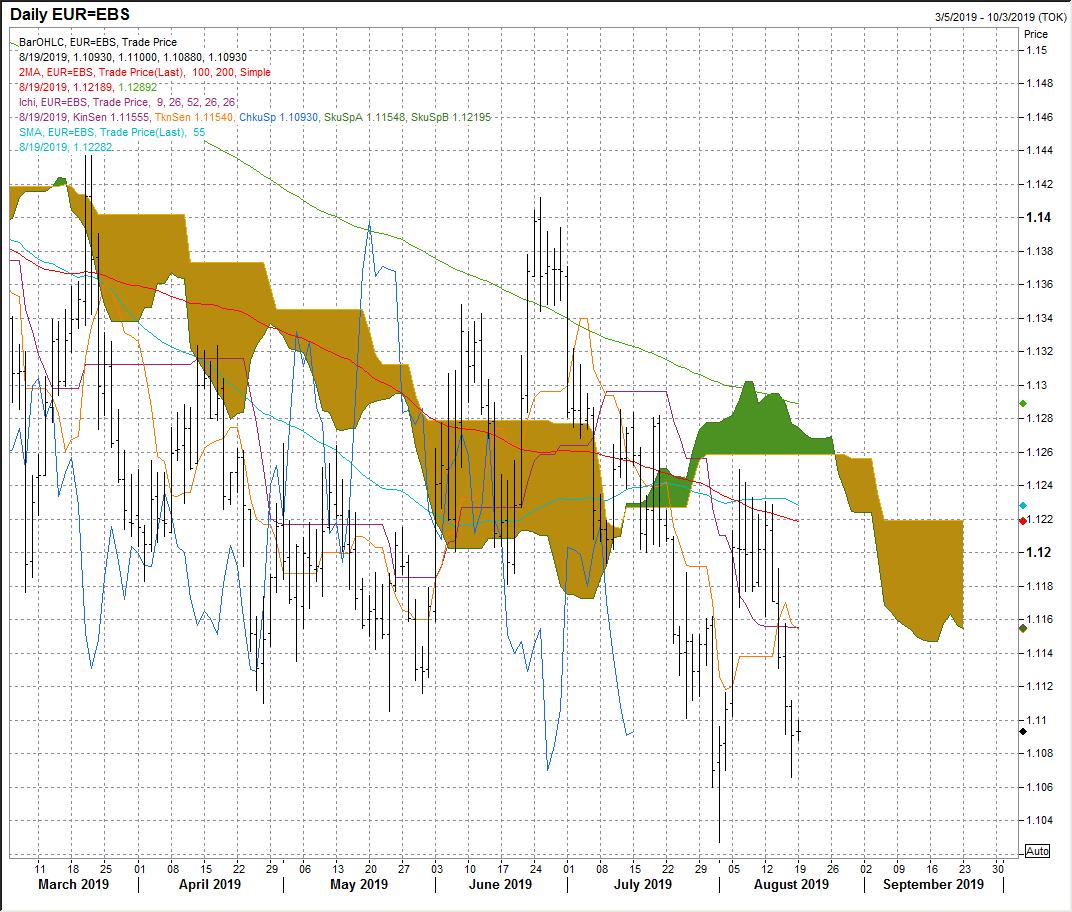 Daily EUR=EBS
3/5/2019 - 10/3/2019 (TOK)
BarOHLC, EUR=EBS, Trade Price
8/19/2019, 1.10930, 1.11000, 1.10880, 1.10930
2MA, EUR=EBS, Trade Price(Last), 100, 200, Simple
8/19/2019, 1.12189, 1.12892
Ichi, EUR=EBS, Trade Price, 9, 26, 52, 26, 26
8/19/2019, KinSen 1.11555, TknSen 1.11540, ChkuSp 1.10930, SkuSpA 1.11548, SkuSpB 1.12195
SMA, EUR=EBS, Trade Price(Last), 55
8/19/2019, 1.12282
Price
1.15
1.148
1.146
1.144
1.142
1.14
1.138
1.136
1.134
1.132
1.13
1.128
1.126
1.124
1.122
1.12
1.118
1.116
1.114
1.112
1.11
1.108
1.106
1.104
Auto
11 18 25 01 08 15 22 29 06 13 20 27 03 10 17 24 01 08 15 22 29 05 12 19 26 02 09 16 23 30
March 2019 April 2019 May 2019 June 2019 July 2019 August 2019 September 2019